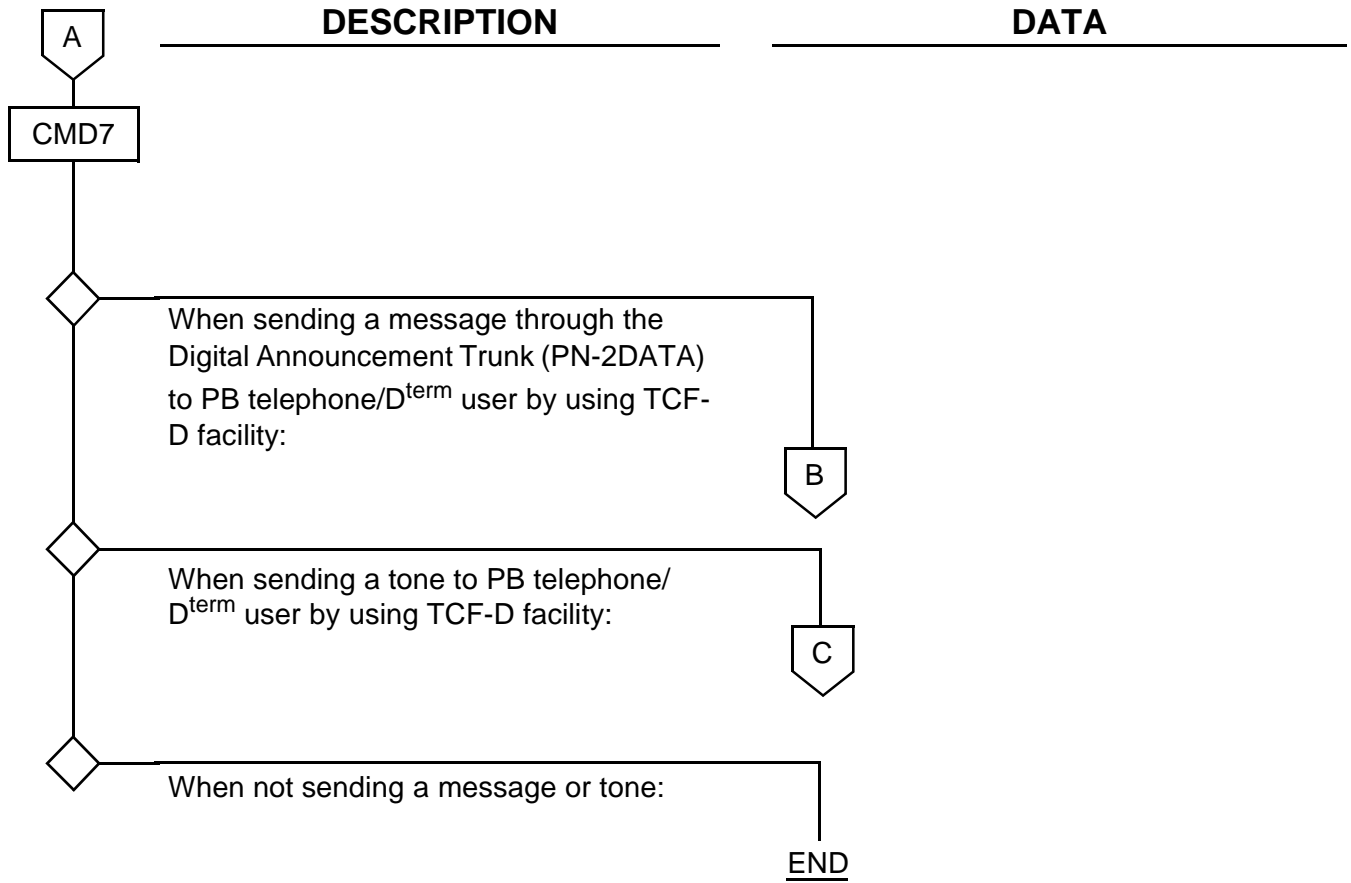 A
DESCRIPTION
DATA
CMD7
When sending a message through the
Digital Announcement Trunk (PN-2DATA)
to PB telephone/Dterm user by using TCF-
D facility:
B
When sending a tone to PB telephone/
Dterm user by using TCF-D facility:
C
When not sending a message or tone:
END